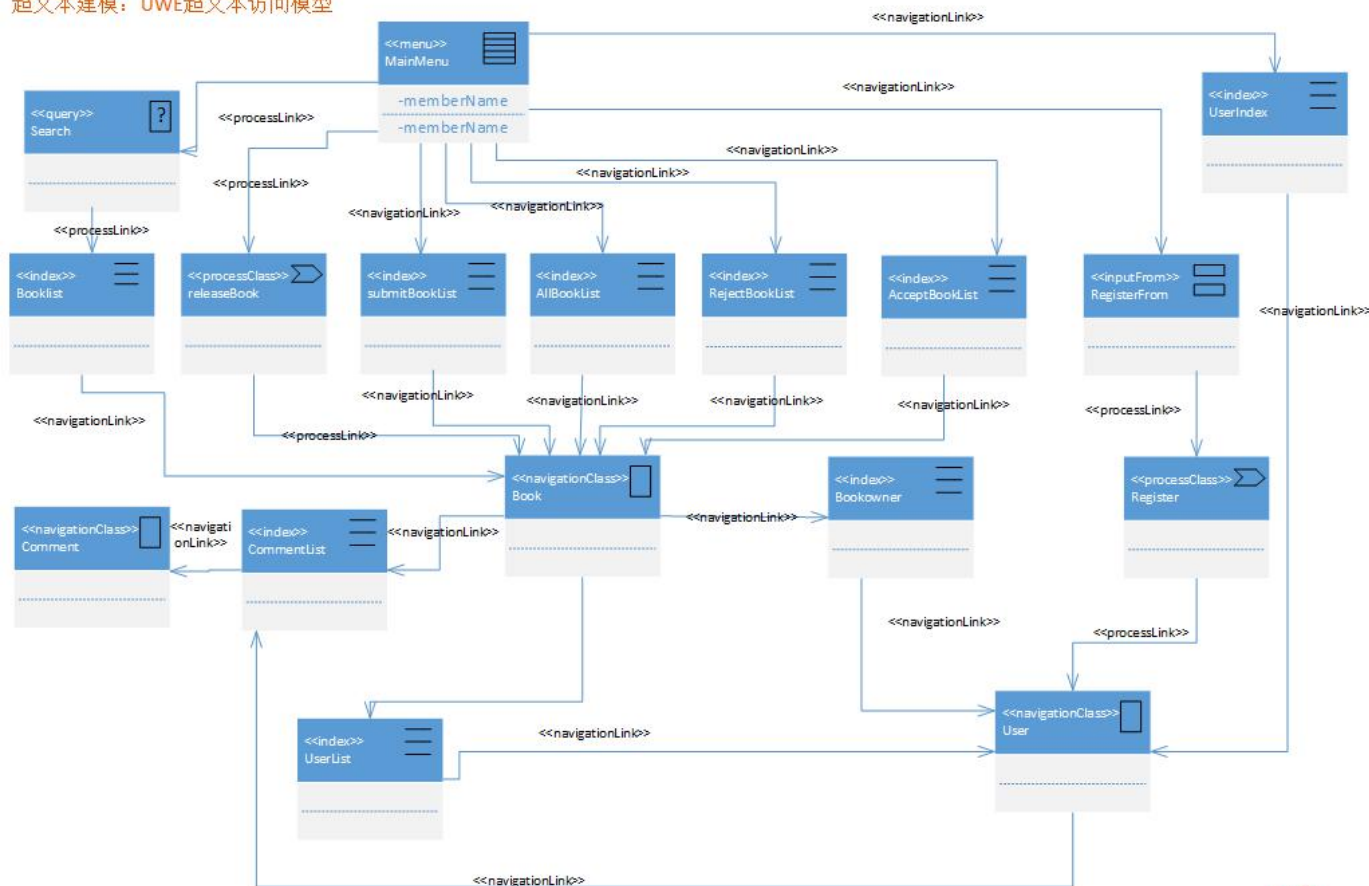 超文本建模：UWE超文本访问模型
<<navigationLink>>
<<menu>>
MainMenu
-memberName
-memberName
<<query>>
Search
<<processLink>>
<<navigationLink>>
<<index>>
UserIndex
<<navigationLink>>
<<navigationLink>>
<<processLink>>
<<navigationLink>>
<<navigationLink>>
<<processLink>>
<<index>>
Booklist
<<processClass>>
releaseBook
<<index>>
submitBookList
<<index>>
AllBookList
<<index>>
RejectBookList
<<index>>
AcceptBookList
<<inputFrom>>
RegisterFrom
<<navigationLink>>
<<navigationLink>>
<<processLink>>
<<navigationLink>>
<<navigationLink>>
<<navigationLink>>
<<navigationLink>>
<<processLink>>
<<navigationClass>>
Book
<<index>>
Bookowner
<<processClass>>
Register
<<navigationClass>>
Comment
<<navigati
onLink>>
<<index>>
CommentList
<<navigationLink>>
<<navigationLink>>
<<navigationLink>>
<<processLink>>
<<index>>
UserList
<<navigationLink>>
<<navigationClass>>
User
<<navigationLink>>